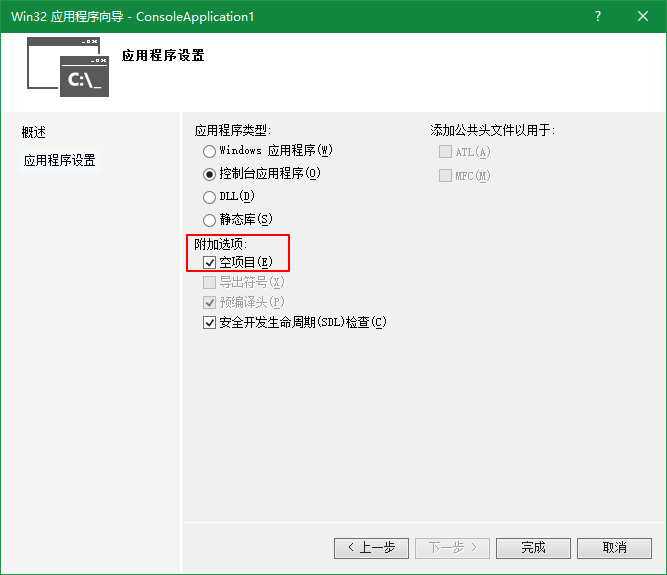 Win32 应用程序向导 - ConsoleApplication1
?
C:\_
应用程序设置
概述
应用程序设置
应用程序类型:
Windows 应用程序(W)
控制台应用程序(O)
DLL(D)
静态库(S)
附加选项:
空项目(E)
导出符号(X)
预编译头(P)
安全开发生命周期(SDL)检查(C)
添加公共头文件以用于:
ATL(A)
MFC(M)
< 上一步
下一步 >
完成
取消